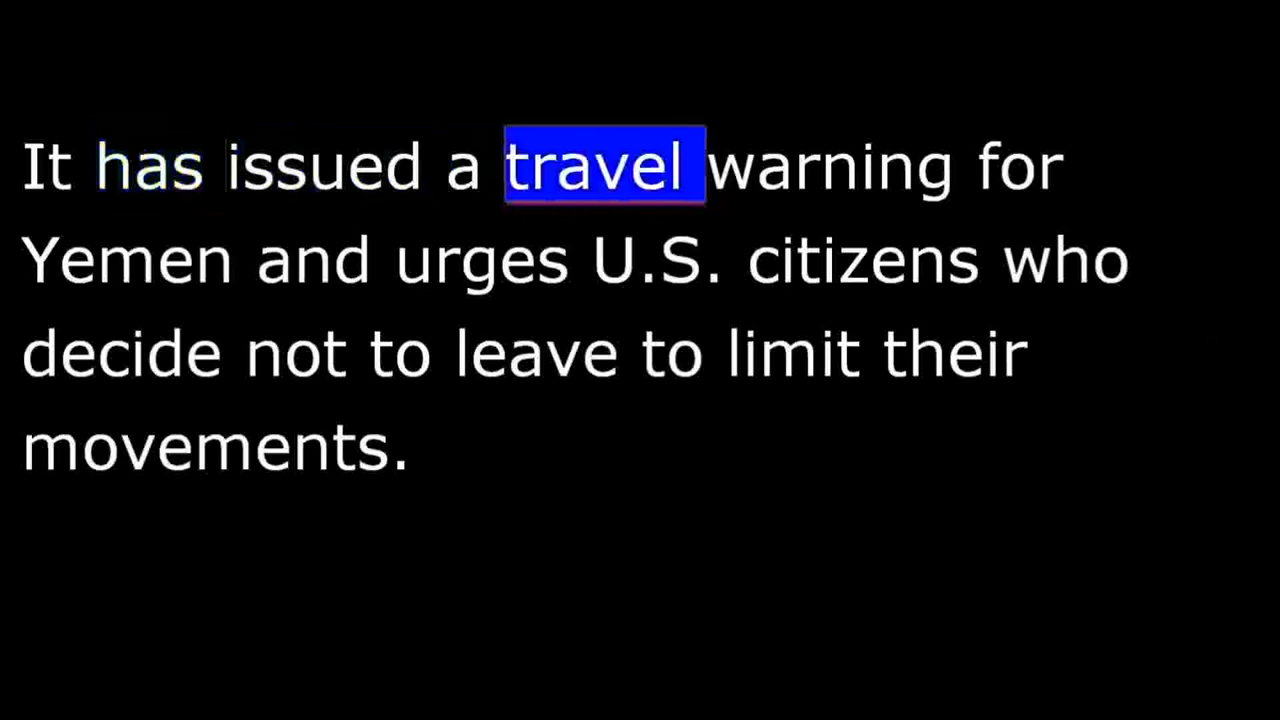 It has issued a travel warning for
Yemen and urges U.S. citizens who
decide not to leave to limit their
movements.